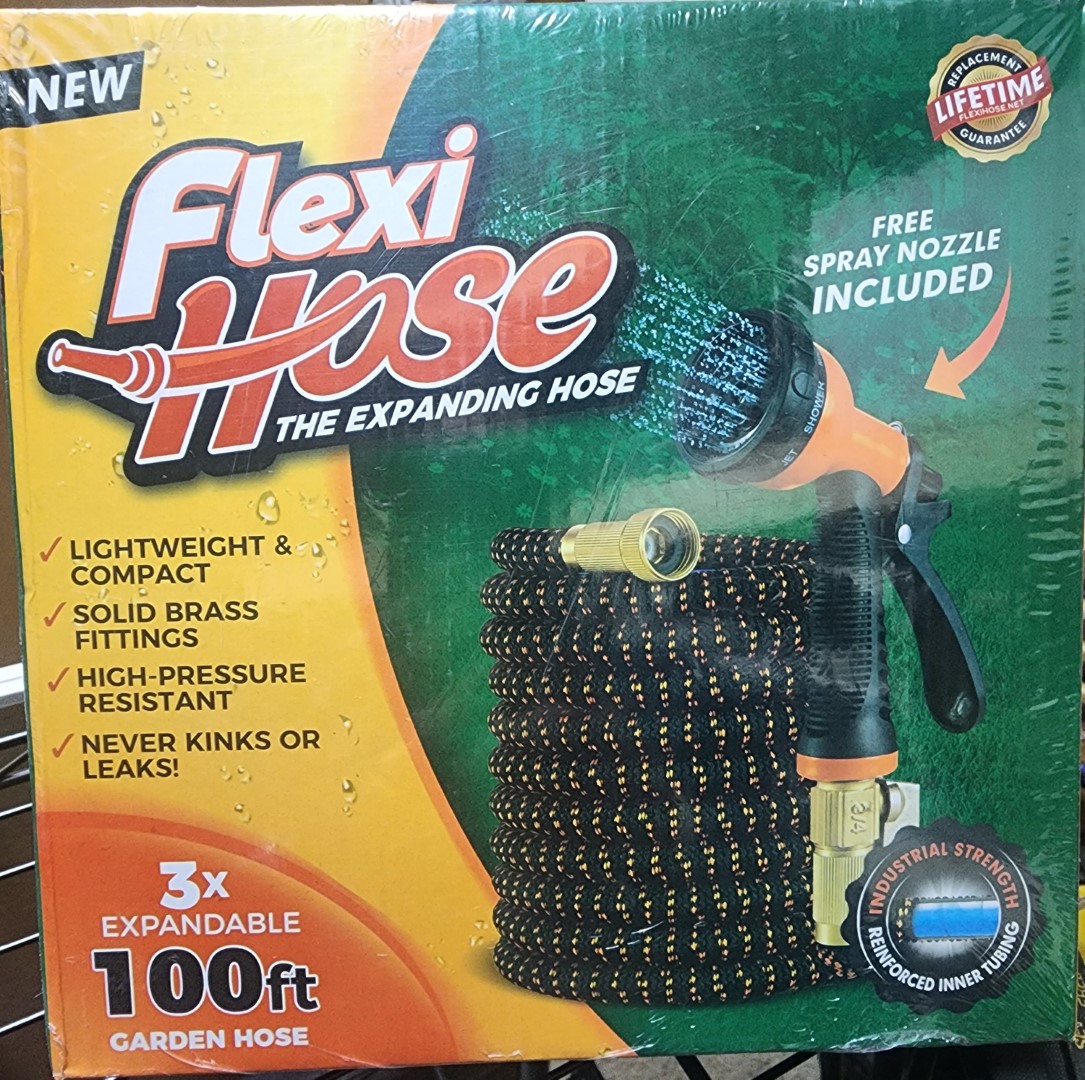 NEW
REPLACEMENT
LIFETIME
FLEXIHOSE.NET
GUARANTEE
Flexi
Hose
THE EXPANDING HOSE
FREE
SPRAY NOZZLE
INCLUDED
SHOWER
JET
✓ LIGHTWEIGHT &
COMPACT
✓ SOLID BRASS
FITTINGS
✓ HIGH-PRESSURE
RESISTANT
✓ NEVER KINKS OR
LEAKS!
3/4
3x
EXPANDABLE
100ft
GARDEN HOSE
INDUSTRIAL STRENGTH
REINFORCED INNER TUBING